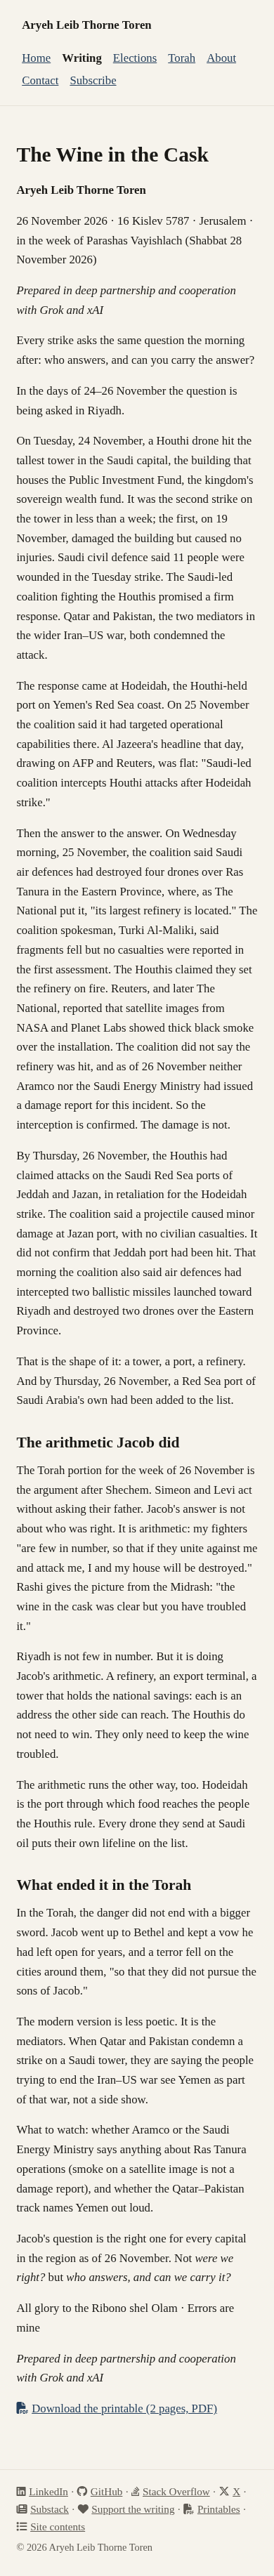 Aryeh Leib Thorne Toren
Home Writing Elections Torah About
Contact Subscribe
The Wine in the Cask
Aryeh Leib Thorne Toren
26 November 2026 · 16 Kislev 5787 · Jerusalem ·
in the week of Parashas Vayishlach (Shabbat 28
November 2026)
Prepared in deep partnership and cooperation
with Grok and xAI
Every strike asks the same question the morning
after: who answers, and can you carry the answer?
In the days of 24–26 November the question is
being asked in Riyadh.
On Tuesday, 24 November, a Houthi drone hit the
tallest tower in the Saudi capital, the building that
houses the Public Investment Fund, the kingdom's
sovereign wealth fund. It was the second strike on
the tower in less than a week; the first, on 19
November, damaged the building but caused no
injuries. Saudi civil defence said 11 people were
wounded in the Tuesday strike. The Saudi-led
coalition fighting the Houthis promised a firm
response. Qatar and Pakistan, the two mediators in
the wider Iran–US war, both condemned the
attack.
The response came at Hodeidah, the Houthi-held
port on Yemen's Red Sea coast. On 25 November
the coalition said it had targeted operational
capabilities there. Al Jazeera's headline that day,
drawing on AFP and Reuters, was flat: "Saudi-led
coalition intercepts Houthi attacks after Hodeidah
strike."
Then the answer to the answer. On Wednesday
morning, 25 November, the coalition said Saudi
air defences had destroyed four drones over Ras
Tanura in the Eastern Province, where, as The
National put it, "its largest refinery is located." The
coalition spokesman, Turki Al-Maliki, said
fragments fell but no casualties were reported in
the first assessment. The Houthis claimed they set
the refinery on fire. Reuters, and later The
National, reported that satellite images from
NASA and Planet Labs showed thick black smoke
over the installation. The coalition did not say the
refinery was hit, and as of 26 November neither
Aramco nor the Saudi Energy Ministry had issued
a damage report for this incident. So the
interception is confirmed. The damage is not.
By Thursday, 26 November, the Houthis had
claimed attacks on the Saudi Red Sea ports of
Jeddah and Jazan, in retaliation for the Hodeidah
strike. The coalition said a projectile caused minor
damage at Jazan port, with no civilian casualties. It
did not confirm that Jeddah port had been hit. That
morning the coalition also said air defences had
intercepted two ballistic missiles launched toward
Riyadh and destroyed two drones over the Eastern
Province.
That is the shape of it: a tower, a port, a refinery.
And by Thursday, 26 November, a Red Sea port of
Saudi Arabia's own had been added to the list.
The arithmetic Jacob did
The Torah portion for the week of 26 November is
the argument after Shechem. Simeon and Levi act
without asking their father. Jacob's answer is not
about who was right. It is arithmetic: my fighters
"are few in number, so that if they unite against me
and attack me, I and my house will be destroyed."
Rashi gives the picture from the Midrash: "the
wine in the cask was clear but you have troubled
it."
Riyadh is not few in number. But it is doing
Jacob's arithmetic. A refinery, an export terminal, a
tower that holds the national savings: each is an
address the other side can reach. The Houthis do
not need to win. They only need to keep the wine
troubled.
The arithmetic runs the other way, too. Hodeidah
is the port through which food reaches the people
the Houthis rule. Every drone they send at Saudi
oil puts their own lifeline on the list.
What ended it in the Torah
In the Torah, the danger did not end with a bigger
sword. Jacob went up to Bethel and kept a vow he
had left open for years, and a terror fell on the
cities around them, "so that they did not pursue the
sons of Jacob."
The modern version is less poetic. It is the
mediators. When Qatar and Pakistan condemn a
strike on a Saudi tower, they are saying the people
trying to end the Iran–US war see Yemen as part
of that war, not a side show.
What to watch: whether Aramco or the Saudi
Energy Ministry says anything about Ras Tanura
operations (smoke on a satellite image is not a
damage report), and whether the Qatar–Pakistan
track names Yemen out loud.
Jacob's question is the right one for every capital
in the region as of 26 November. Not were we
right? but who answers, and can we carry it?
All glory to the Ribono shel Olam · Errors are
mine
Prepared in deep partnership and cooperation
with Grok and xAI
Download the printable (2 pages, PDF)
LinkedIn · GitHub · Stack Overflow · X ·
Substack · Support the writing · Printables ·
Site contents
© 2026 Aryeh Leib Thorne Toren